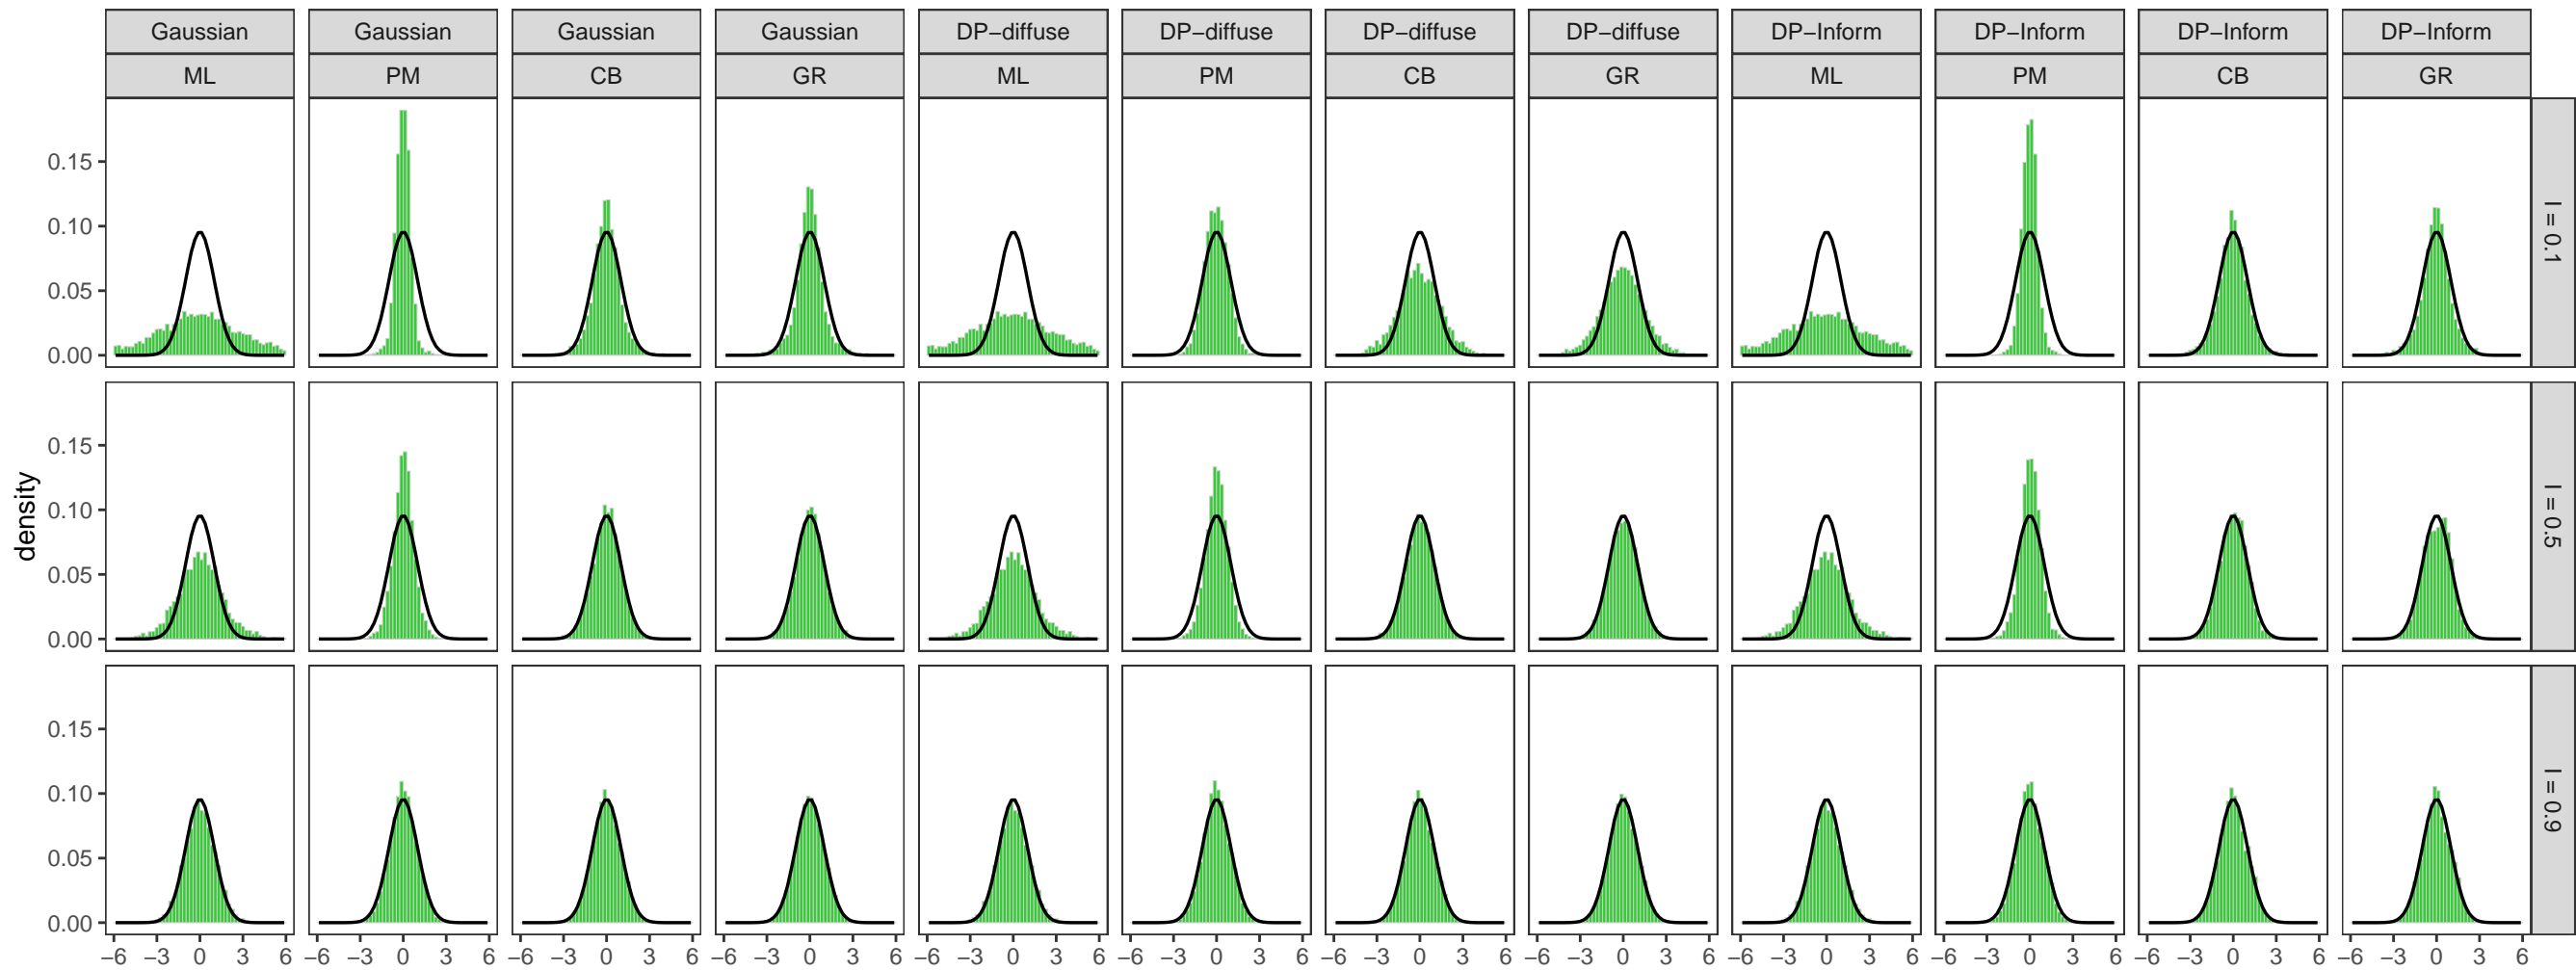 Gaussian Gaussian Gaussian Gaussian DP−diffuse DP−diffuse DP−diffuse DP−diffuse DP−Inform DP−Inform DP−Inform DP−Inform
ML PM CB GR ML PM CB GR ML PM CB GR
0.15
0.10
0.05
0.00
I = 0.1
density
0.15
0.10
0.05
0.00
I = 0.5
0.15
0.10
0.05
0.00
I = 0.9
−6 −3 0 3 6 −6 −3 0 3 6 −6 −3 0 3 6 −6 −3 0 3 6 −6 −3 0 3 6 −6 −3 0 3 6 −6 −3 0 3 6 −6 −3 0 3 6 −6 −3 0 3 6 −6 −3 0 3 6 −6 −3 0 3 6 −6 −3 0 3 6